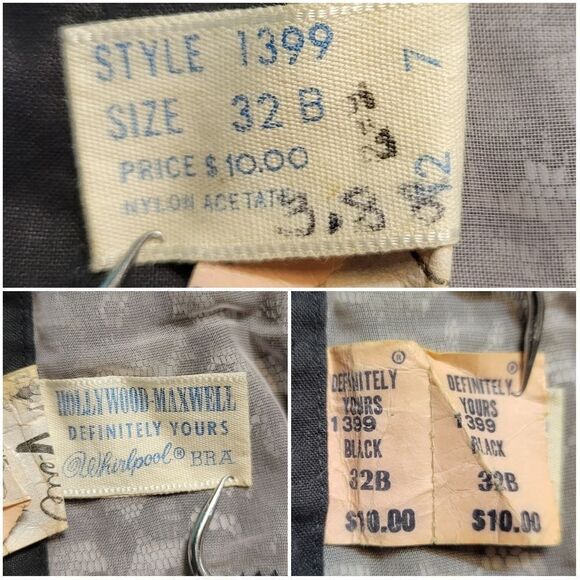 STYLE 1399
7
SIZE 32 B
PRICE $10.00
NYLON ACETATE
HOLLYWOOD-MAXWELL
DEFINITELY YOURS
Whirlpool® BRA
®
DEFINITELY
YOURS
1399
BLACK
32B
$10.00
®
DEFINITELY
YOURS
1399
BLACK
32B
$10.00